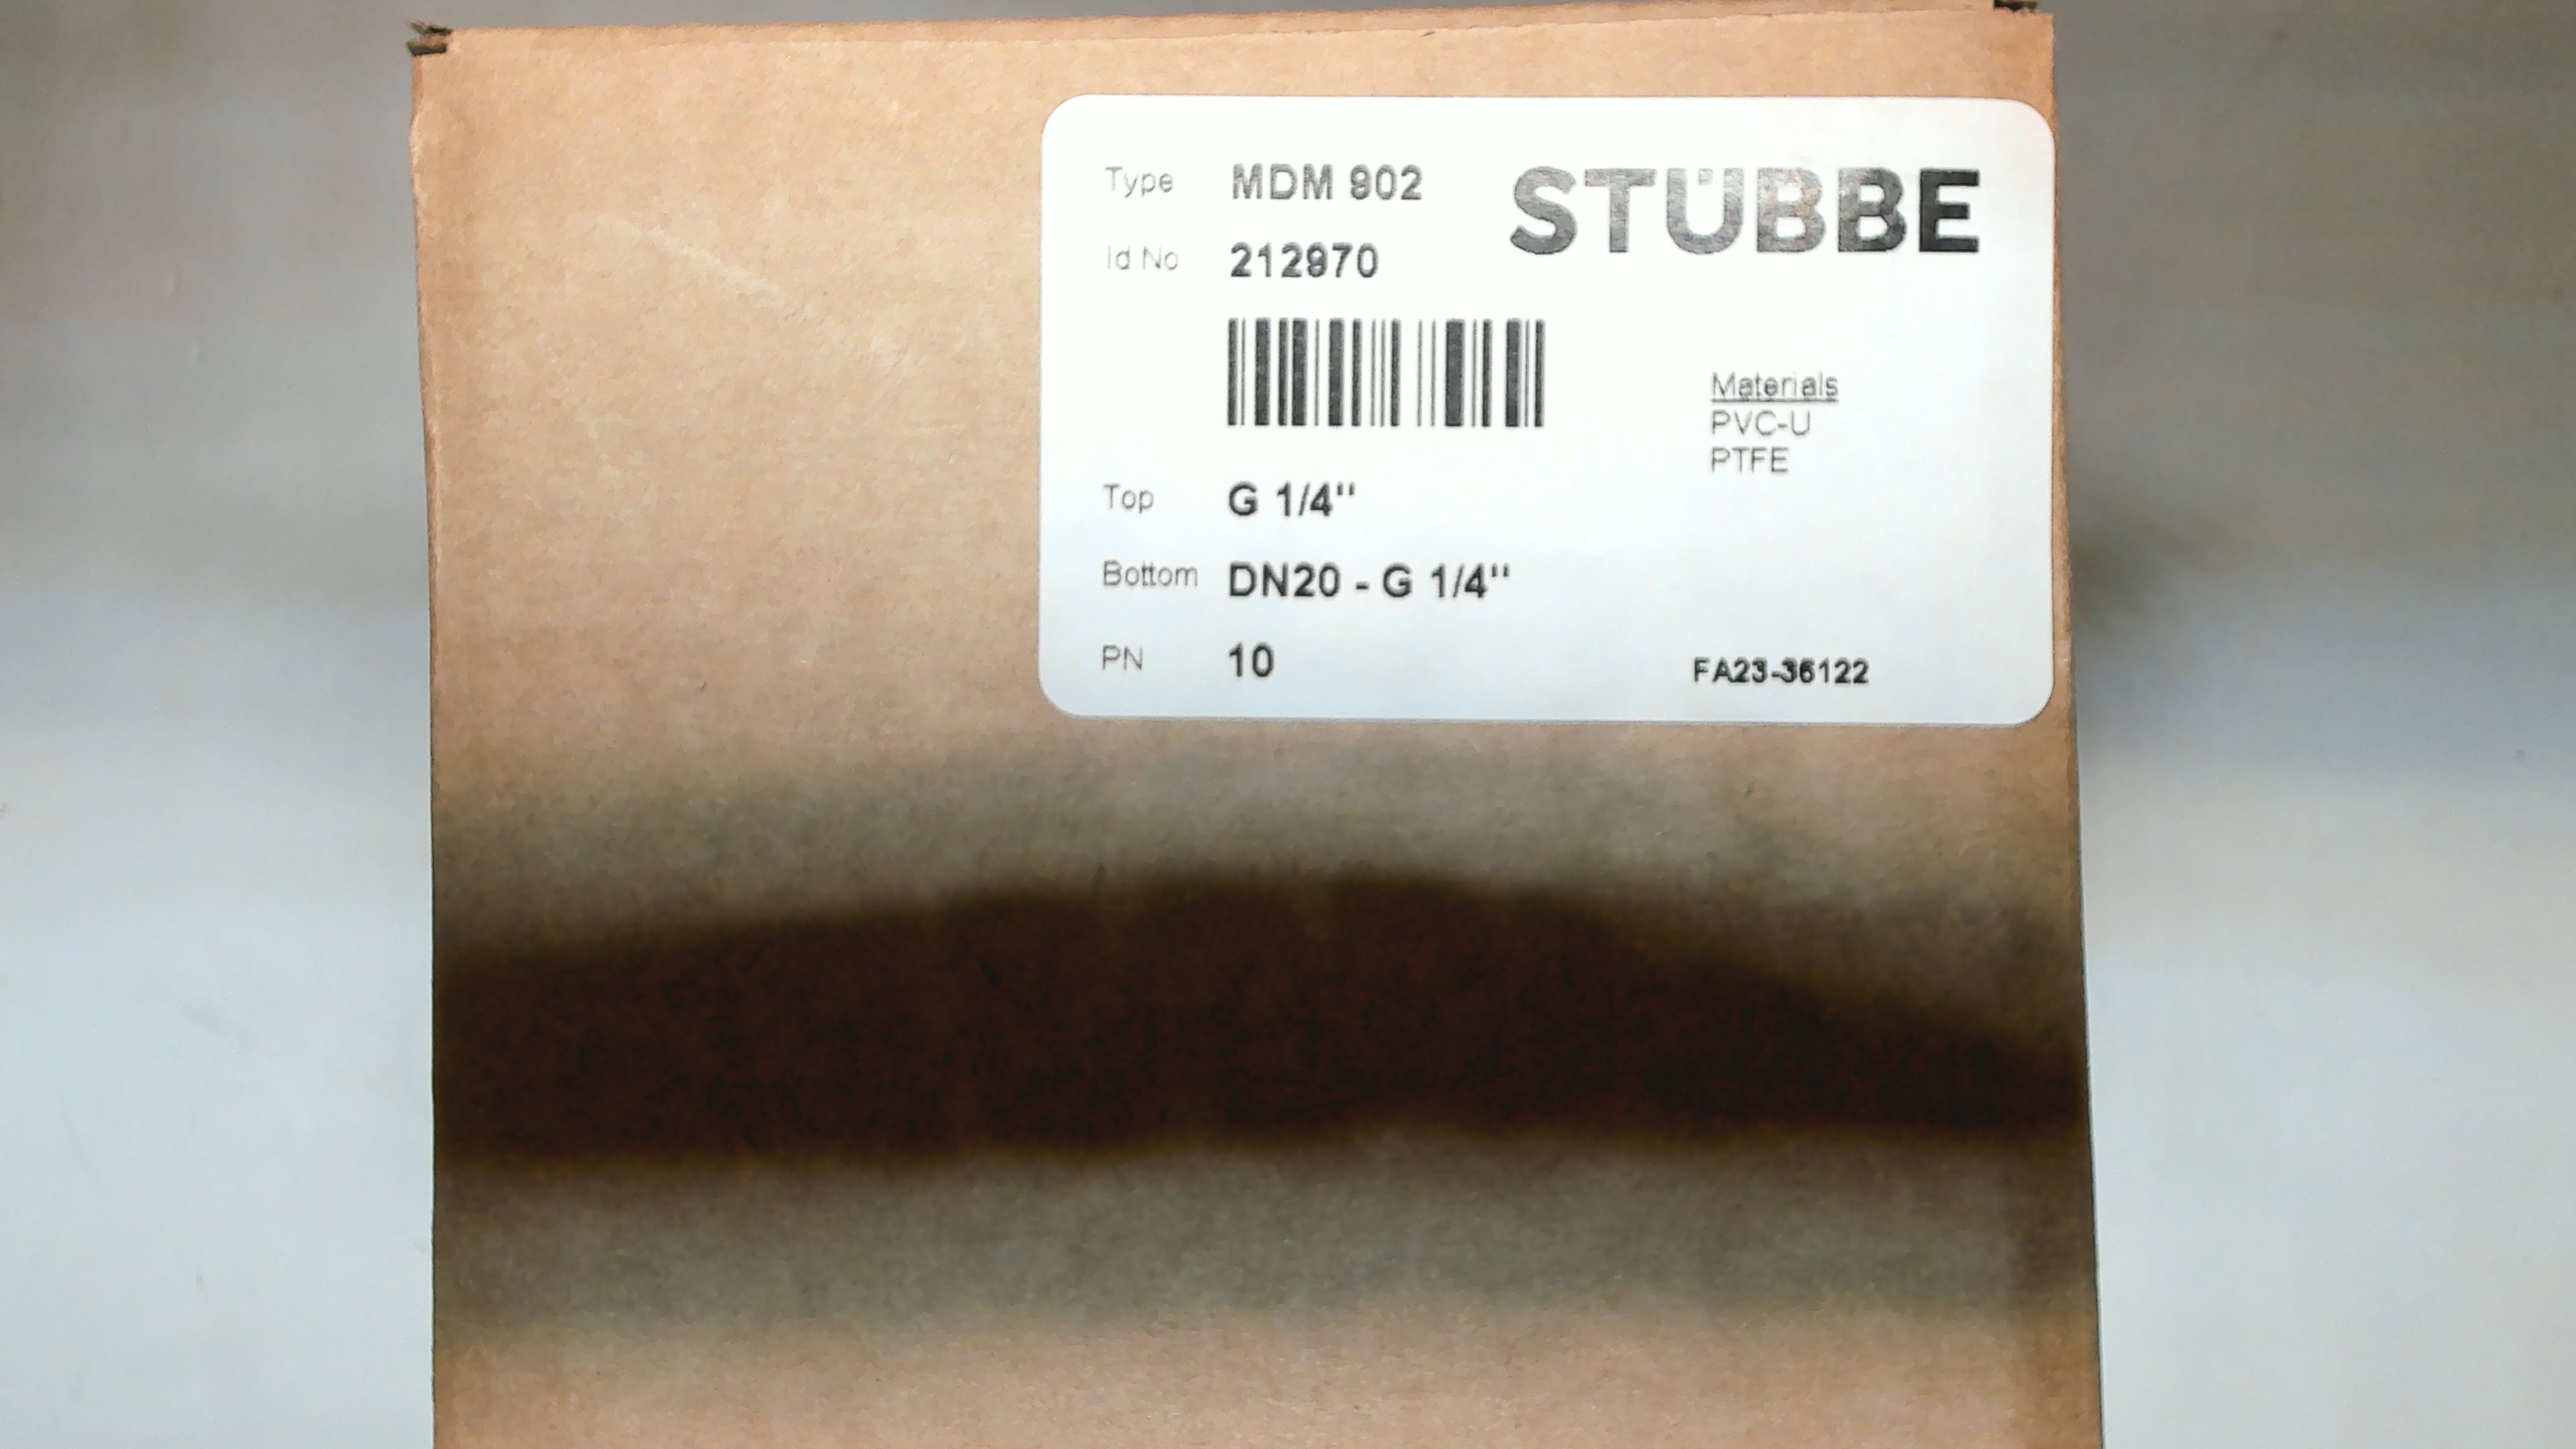 Type MDM 902
STÜBBE
Id No 212970
Materials
PVC-U
PTFE
Top G 1/4"
Bottom DN20 - G 1/4"
PN 10
FA23-36122